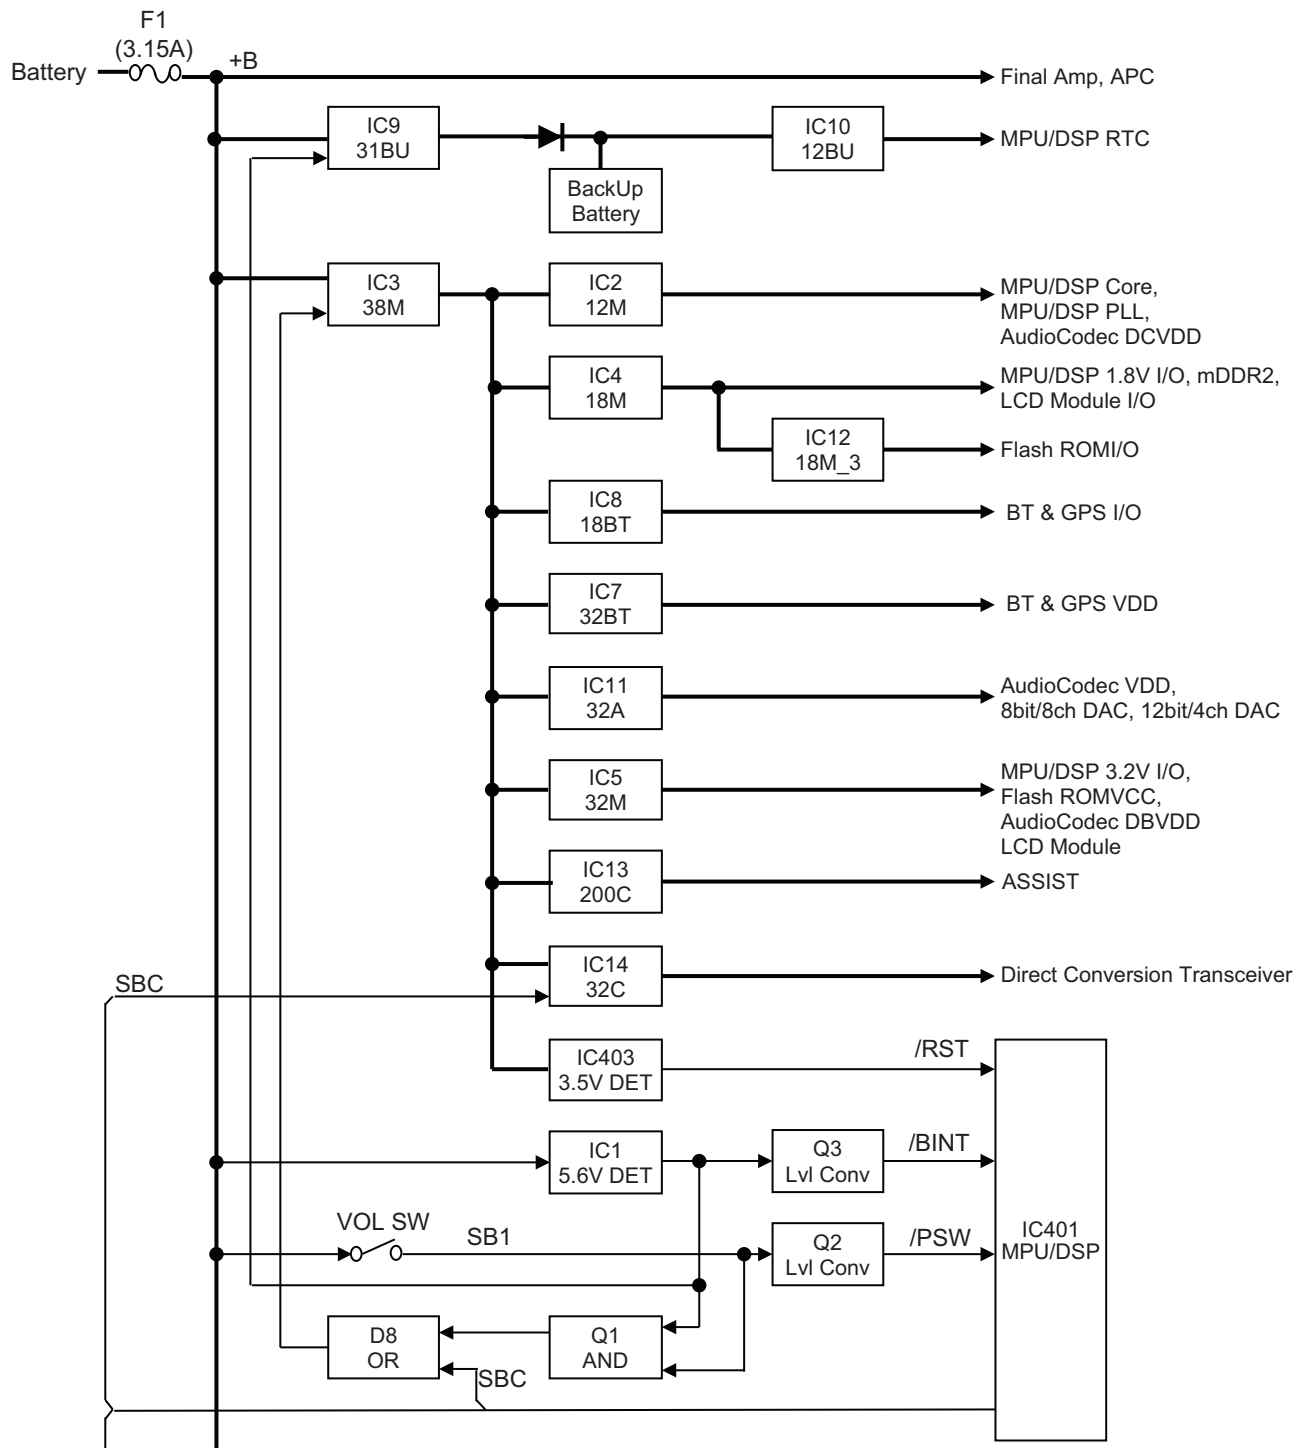 F1
(3.15A)
Battery
+B
Final Amp, APC
IC9
31BU
IC10
12BU
MPU/DSP RTC
BackUp
Battery
IC3
38M
IC2
12M
MPU/DSP Core,
MPU/DSP PLL,
AudioCodec DCVDD
IC4
18M
MPU/DSP 1.8V I/O, mDDR2,
LCD Module I/O
IC12
18M_3
Flash ROMI/O
IC8
18BT
BT & GPS I/O
IC7
32BT
BT & GPS VDD
IC11
32A
AudioCodec VDD,
8bit/8ch DAC, 12bit/4ch DAC
IC5
32M
MPU/DSP 3.2V I/O,
Flash ROMVCC,
AudioCodec DBVDD
LCD Module
IC13
200C
ASSIST
SBC
IC14
32C
Direct Conversion Transceiver
IC403
3.5V DET
/RST
IC1
5.6V DET
Q3
Lvl Conv
/BINT
VOL SW
SB1
Q2
Lvl Conv
/PSW
IC401
MPU/DSP
D8
OR
Q1
AND
SBC